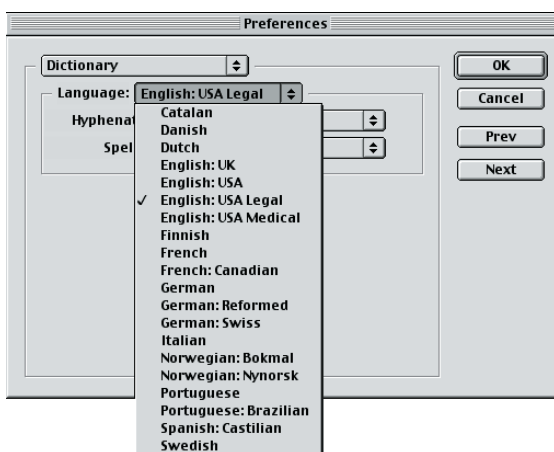 Preferences
Dictionary
OK
Language: English: USA Legal
Cancel
Prev
Next
Catalan
Danish
Dutch
English: UK
English: USA
✓ English: USA Legal
English: USA Medical
Finnish
French
French: Canadian
German
German: Reformed
German: Swiss
Italian
Norwegian: Bokmal
Norwegian: Nynorsk
Portuguese
Portuguese: Brazilian
Spanish: Castilian
Swedish